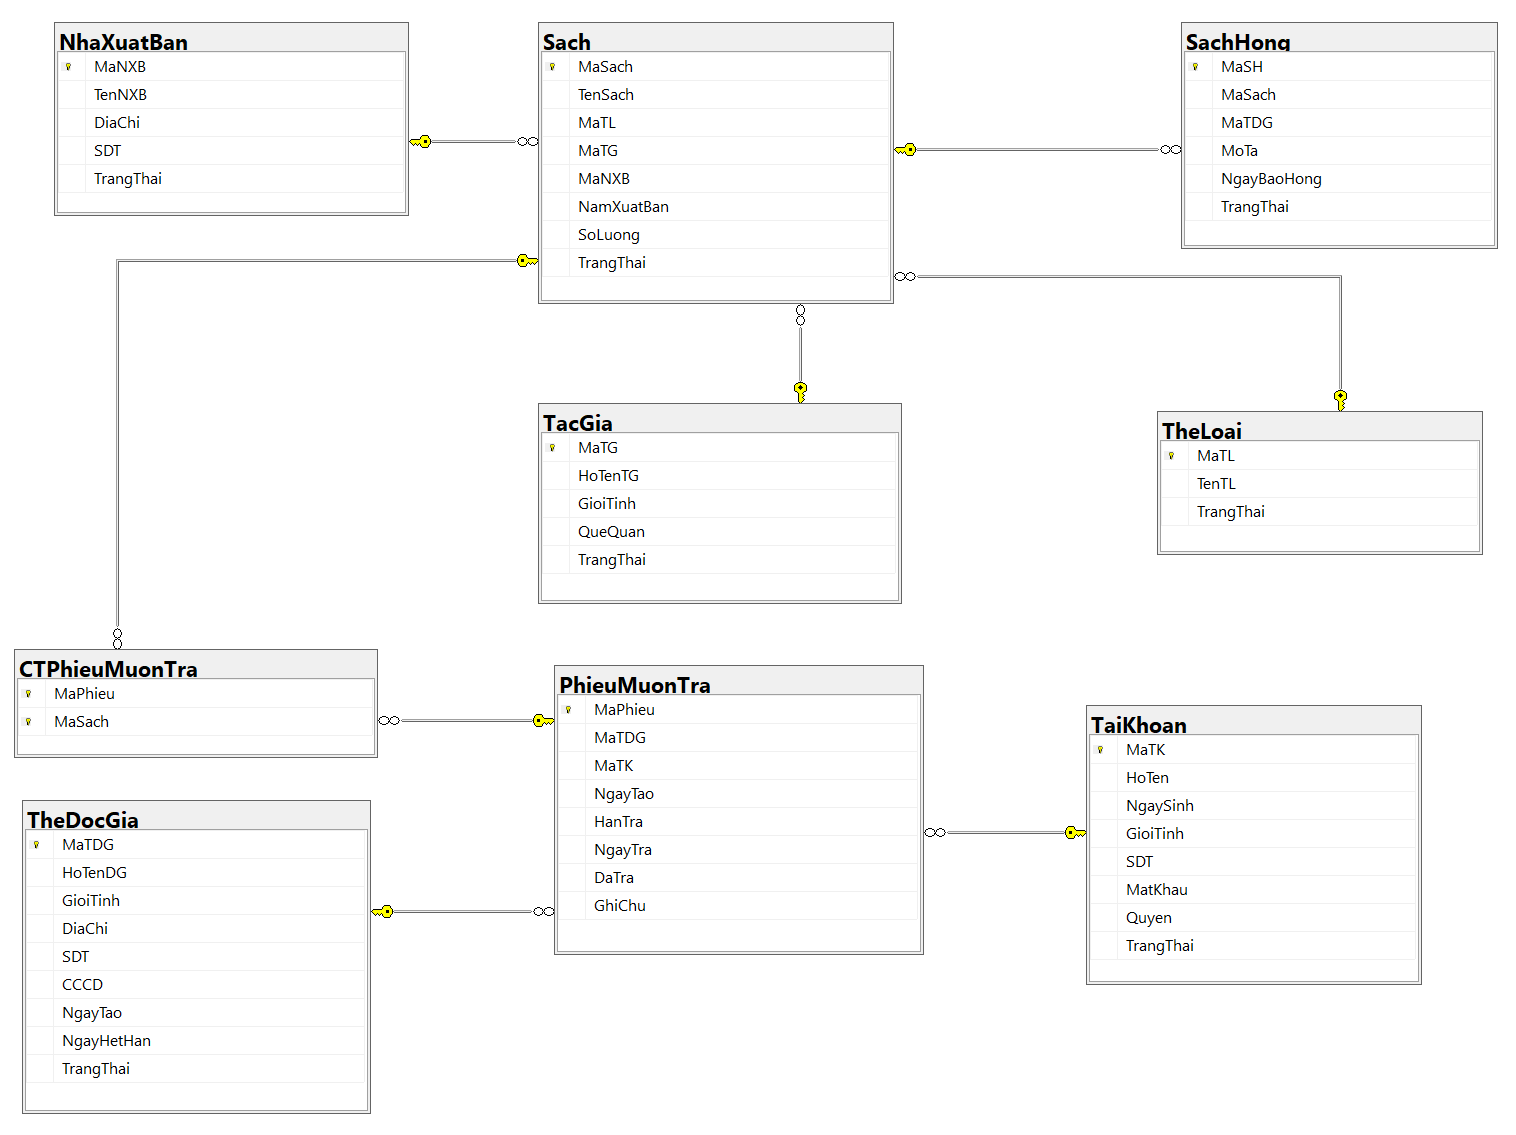 NhaXuatBan
MaNXB
TenNXB
DiaChi
SDT
TrangThai
Sach
MaSach
TenSach
MaTL
MaTG
MaNXB
NamXuatBan
SoLuong
TrangThai
SachHong
MaSH
MaSach
MaTDG
MoTa
NgayBaoHong
TrangThai
TacGia
MaTG
HoTenTG
GioiTinh
QueQuan
TrangThai
TheLoai
MaTL
TenTL
TrangThai
CTPhieuMuonTra
MaPhieu
MaSach
PhieuMuonTra
MaPhieu
MaTDG
MaTK
NgayTao
HanTra
NgayTra
DaTra
GhiChu
TaiKhoan
MaTK
HoTen
NgaySinh
GioiTinh
SDT
MatKhau
Quyen
TrangThai
TheDocGia
MaTDG
HoTenDG
GioiTinh
DiaChi
SDT
CCCD
NgayTao
NgayHetHan
TrangThai